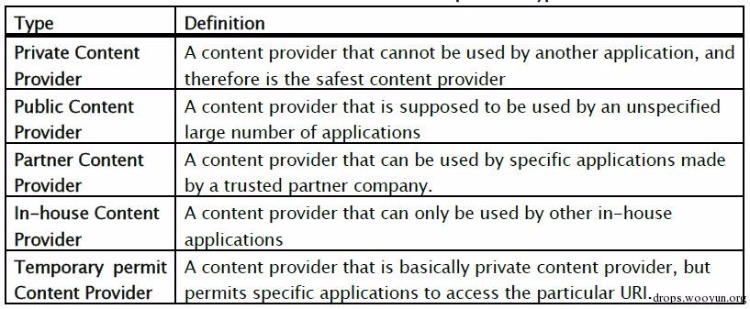 Type Definition
Private Content A content provider that cannot be used by another application, and
Provider therefore is the safest content provider
Public Content A content provider that is supposed to be used by an unspecified
Provider large number of applications
Partner Content A content provider that can be used by specific applications made
Provider by a trusted partner company.
In-house Content A content provider that can only be used by other in-house
Provider applications
Temporary permit A content provider that is basically private content provider, but
Content Provider permits specific applications to access the particular URI.
drops.wooyun.org